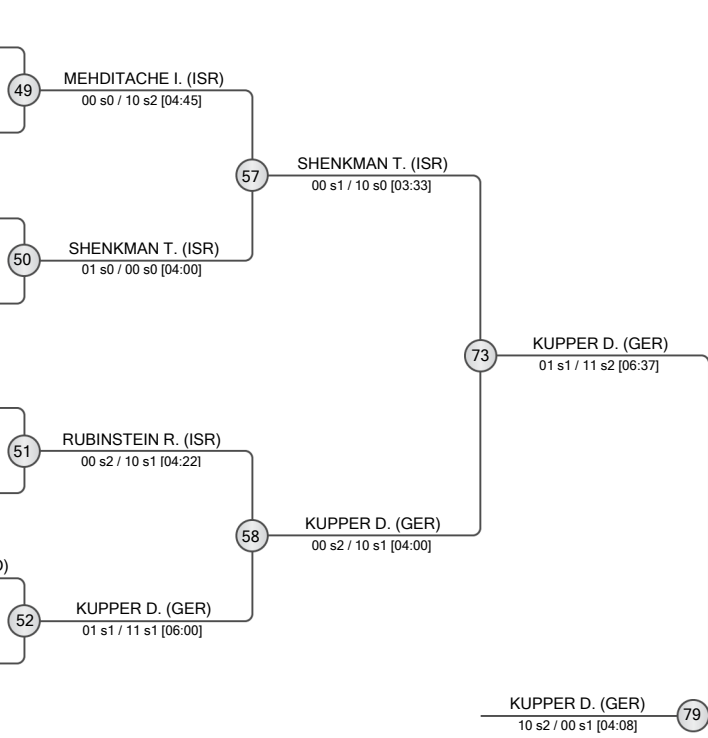 49
MEHDITACHE I. (ISR)
00 s0 / 10 s2 [04:45]
57
SHENKMAN T. (ISR)
00 s1 / 10 s0 [03:33]
50
SHENKMAN T. (ISR)
01 s0 / 00 s0 [04:00]
73
KUPPER D. (GER)
01 s1 / 11 s2 [06:37]
51
RUBINSTEIN R. (ISR)
00 s2 / 10 s1 [04:22]
58
KUPPER D. (GER)
00 s2 / 10 s1 [04:00]
52
KUPPER D. (GER)
01 s1 / 11 s1 [06:00]
KUPPER D. (GER)
10 s2 / 00 s1 [04:08]
79